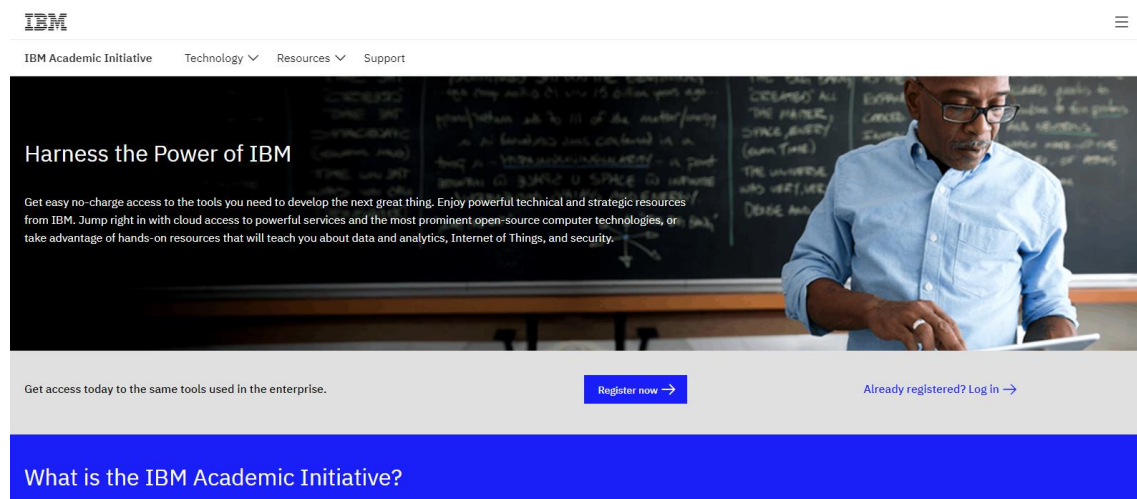 IBM
IBM Academic Initiative Technology Resources Support
Harness the Power of IBM
Get easy no-charge access to the tools you need to develop the next great thing. Enjoy powerful technical and strategic resources
from IBM. Jump right in with cloud access to powerful services and the most prominent open-source computer technologies, or
take advantage of hands-on resources that will teach you about data and analytics, Internet of Things, and security.
Get access today to the same tools used in the enterprise.
Register now →
Already registered? Log in →
What is the IBM Academic Initiative?